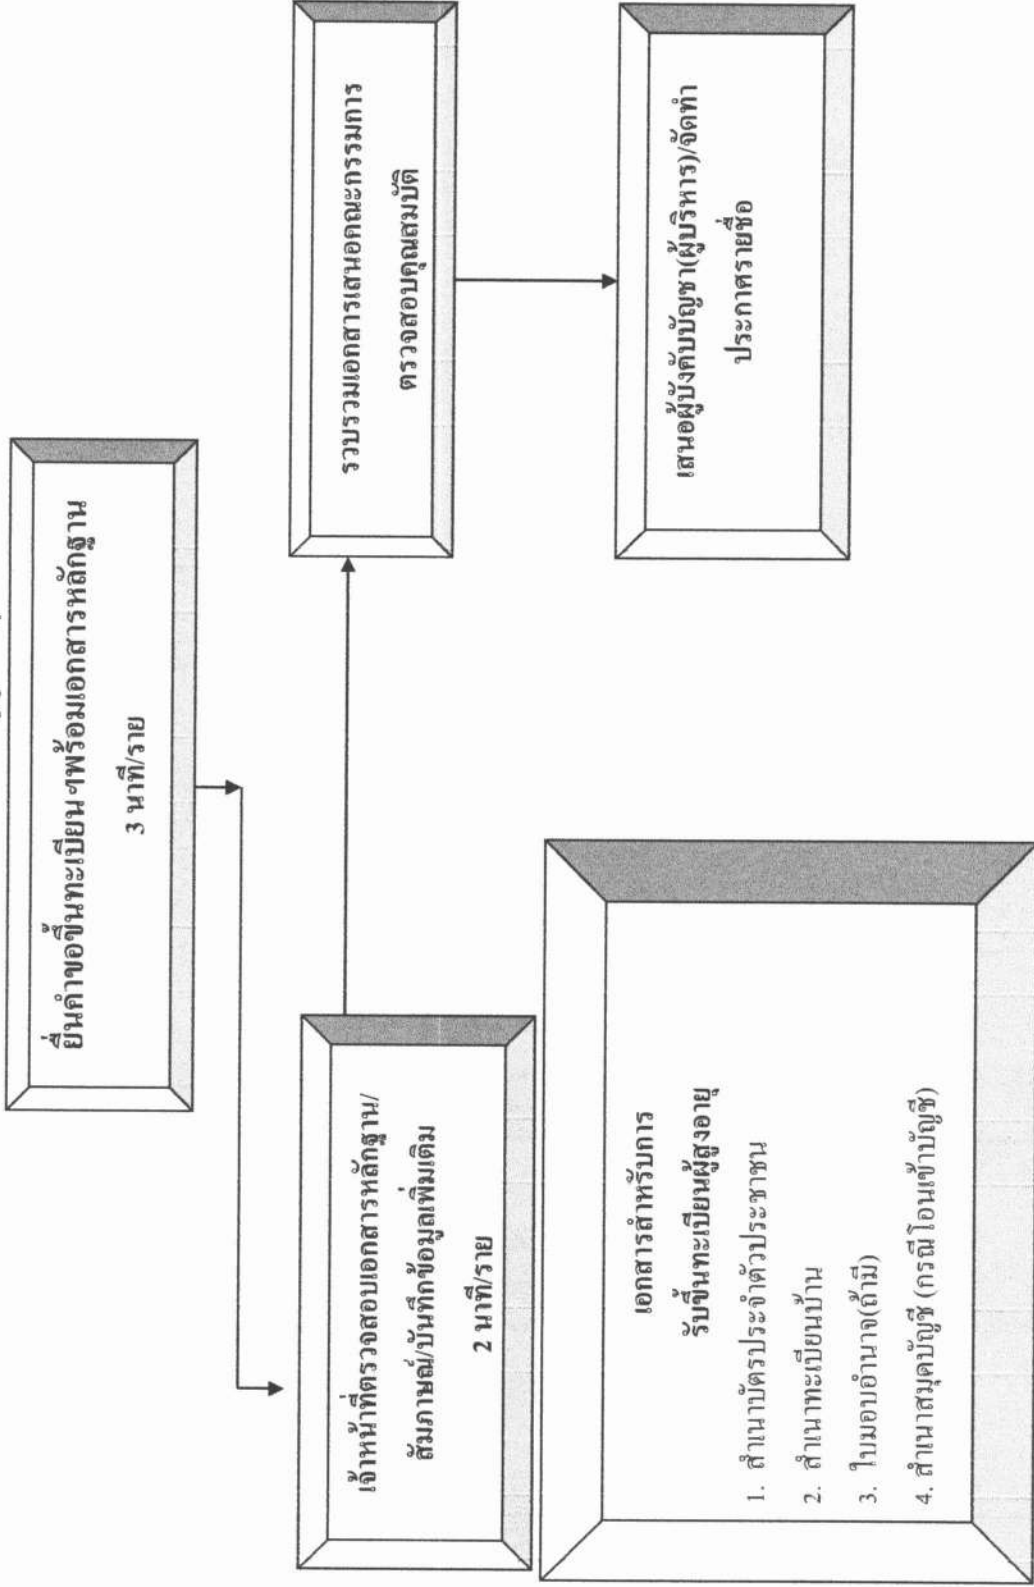 ยื่นคำขอขึ้นทะเบียนฯพร้อมเอกสารหลักฐาน
3 นาที/ราย
เจ้าหน้าที่ตรวจสอบเอกสารหลักฐาน/
สัมภาษณ์/บันทึกข้อมูลเพิ่มเติม
2 นาที/ราย
รวบรวมเอกสารเสนอคณะกรรมการ
ตรวจสอบคุณสมบัติ
เสนอผู้บังคับบัญชา(ผู้บริหาร)/จัดทำ
ประกาศรายชื่อ
เอกสารสำหรับการ
รับขึ้นทะเบียนผู้สูงอายุ
1. สำเนาบัตรประจำตัวประชาชน
2. สำเนาทะเบียนบ้าน
3. ใบมอบอำนาจ(ถ้ามี)
4. สำเนาสมุดบัญชี (กรณีโอนเข้าบัญชี)